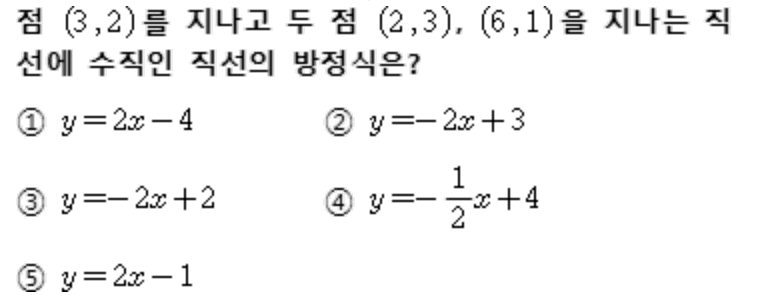 점 (3,2)를 지나고 두 점 (2,3), (6,1)을 지나는 직
선에 수직인 직선의 방정식은?
① y=2x-4 ② y=-2x+3
③ y=-2x+2 ④ y=-\frac{1}{2}x+4
⑤ y=2x-1